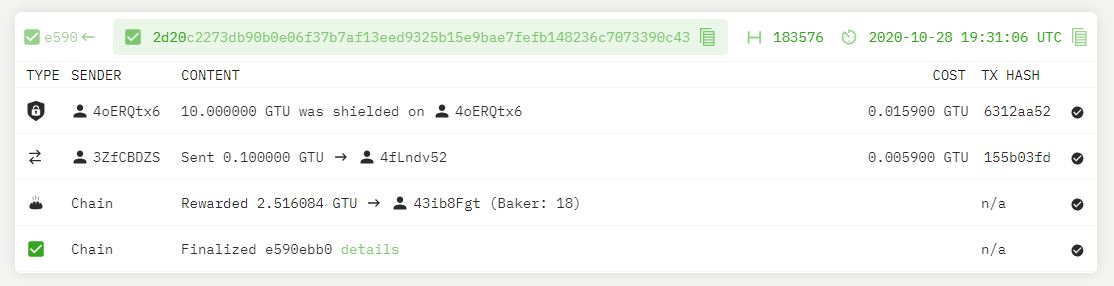 e590← 2d20c2273db90b0e06f37b7af13eed9325b15e9bae7fefb148236c7073390c43 183576 2020-10-28 19:31:06 UTC
TYPE SENDER CONTENT COST TX HASH
4oERQtx6 10.000000 GTU was shielded on 4oERQtx6 0.015900 GTU 6312aa52
3ZfCBDZS Sent 0.100000 GTU → 4fLndv52 0.005900 GTU 155b03fd
Chain Rewarded 2.516084 GTU → 43ib8Fgt (Baker: 18) n/a
Chain Finalized e590ebb0 details n/a